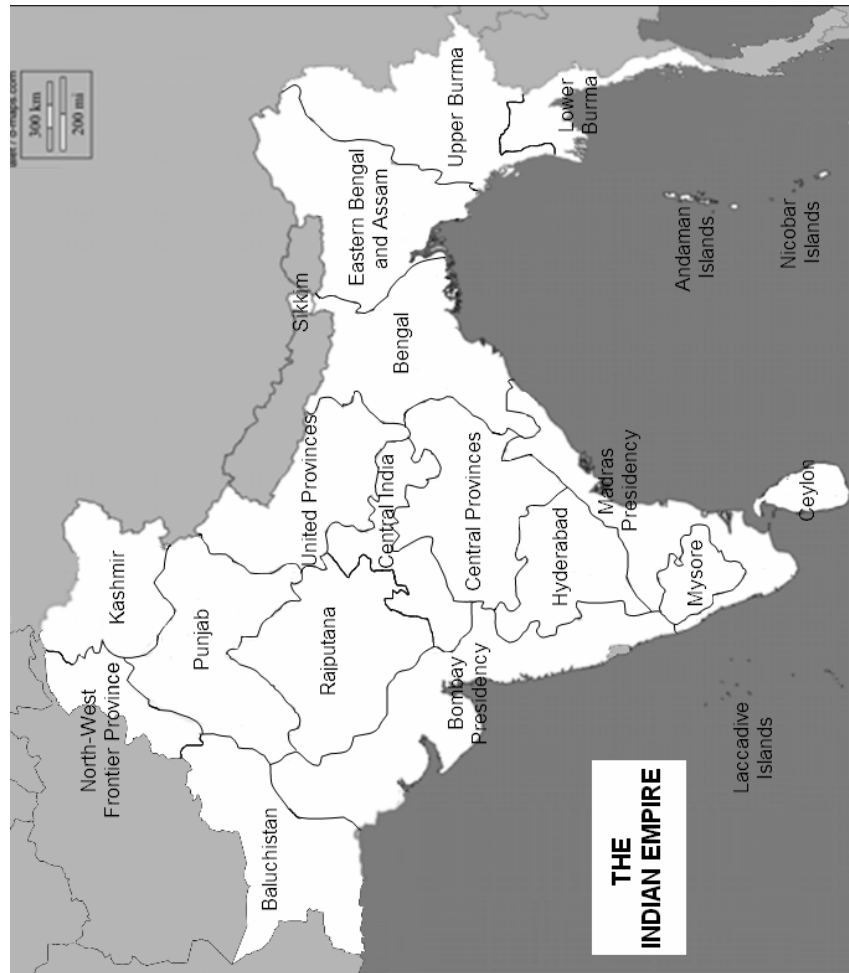 d-maps.com
300 km
200 mi
North-West
Frontier Province
Kashmir
Punjab
Baluchistan
Sikkim
Rajputana
United Provinces
Eastern Bengal
and Assam
Central India
Bengal
Upper Burma
Bombay
Presidency
Central Provinces
Hyderabad
Lower
Burma
Madras
Presidency
THE
INDIAN EMPIRE
Mysore
Andaman
Islands
Laccadive
Islands
Ceylon
Nicobar
Islands